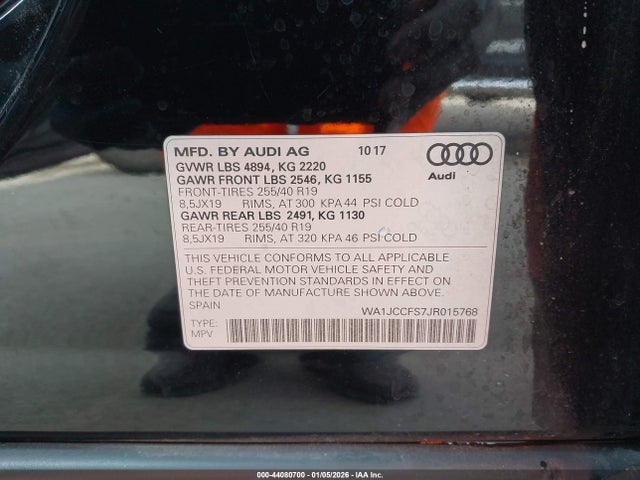 MFD. BY AUDI AG 10 17
GVWR LBS 4894, KG 2220
GAWR FRONT LBS 2546, KG 1155
FRONT-TIRES 255/40 R19
8,5JX19 RIMS, AT 300 KPA 44 PSI COLD
GAWR REAR LBS 2491, KG 1130
REAR-TIRES 255/40 R19
8,5JX19 RIMS, AT 320 KPA 46 PSI COLD
Audi
THIS VEHICLE CONFORMS TO ALL APPLICABLE
U.S. FEDERAL MOTOR VEHICLE SAFETY AND
THEFT PREVENTION STANDARDS IN EFFECT ON
THE DATE OF MANUFACTURE SHOWN ABOVE.
SPAIN WA1JCCFS7JR015768
TYPE:
MPV
000-44080700 - 01/05/2026 - IAA Inc.